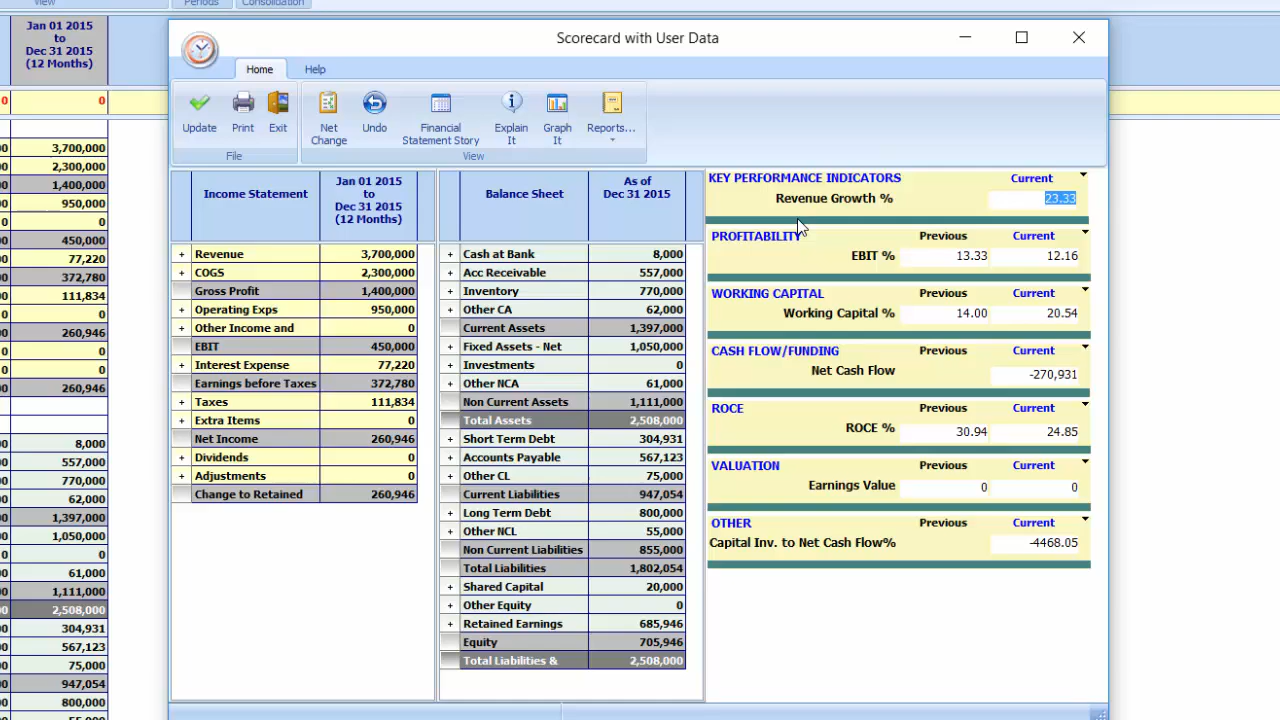 View
Periods
Consolidation
Jan 01 2015
to
Dec 31 2015
(12 Months)
0 0
3,700,000
2,300,000
1,400,000
950,000
0
450,000
77,220
372,780
111,834
0
260,946
0
0
260,946
8,000
557,000
770,000
62,000
1,397,000
1,050,000
0
61,000
1,111,000
2,508,000
304,931
567,123
75,000
947,054
800,000
Scorecard with User Data
Home Help
Update Print Exit
File
Net Change
Undo
Financial Statement Story
Explain It
Graph It
Reports...
View
Income Statement
Jan 01 2015
to
Dec 31 2015
(12 Months)
+ Revenue 3,700,000
+ COGS 2,300,000
Gross Profit 1,400,000
+ Operating Exps 950,000
+ Other Income and 0
EBIT 450,000
+ Interest Expense 77,220
Earnings before Taxes 372,780
+ Taxes 111,834
+ Extra Items 0
Net Income 260,946
+ Dividends 0
+ Adjustments 0
Change to Retained 260,946
Balance Sheet
As of
Dec 31 2015
+ Cash at Bank 8,000
+ Acc Receivable 557,000
+ Inventory 770,000
+ Other CA 62,000
Current Assets 1,397,000
+ Fixed Assets - Net 1,050,000
+ Investments 0
+ Other NCA 61,000
Non Current Assets 1,111,000
Total Assets 2,508,000
+ Short Term Debt 304,931
+ Accounts Payable 567,123
+ Other CL 75,000
Current Liabilities 947,054
+ Long Term Debt 800,000
+ Other NCL 55,000
Non Current Liabilities 855,000
Total Liabilities 1,802,054
+ Shared Capital 20,000
+ Other Equity 0
+ Retained Earnings 685,946
Equity 705,946
Total Liabilities & 2,508,000
KEY PERFORMANCE INDICATORS Current
Revenue Growth % 23.33
PROFITABILITY Previous Current
EBIT % 13.33 12.16
WORKING CAPITAL Previous Current
Working Capital % 14.00 20.54
CASH FLOW/FUNDING Previous Current
Net Cash Flow -270,931
ROCE Previous Current
ROCE % 30.94 24.85
VALUATION Previous Current
Earnings Value 0 0
OTHER Previous Current
Capital Inv. to Net Cash Flow% -4468.05